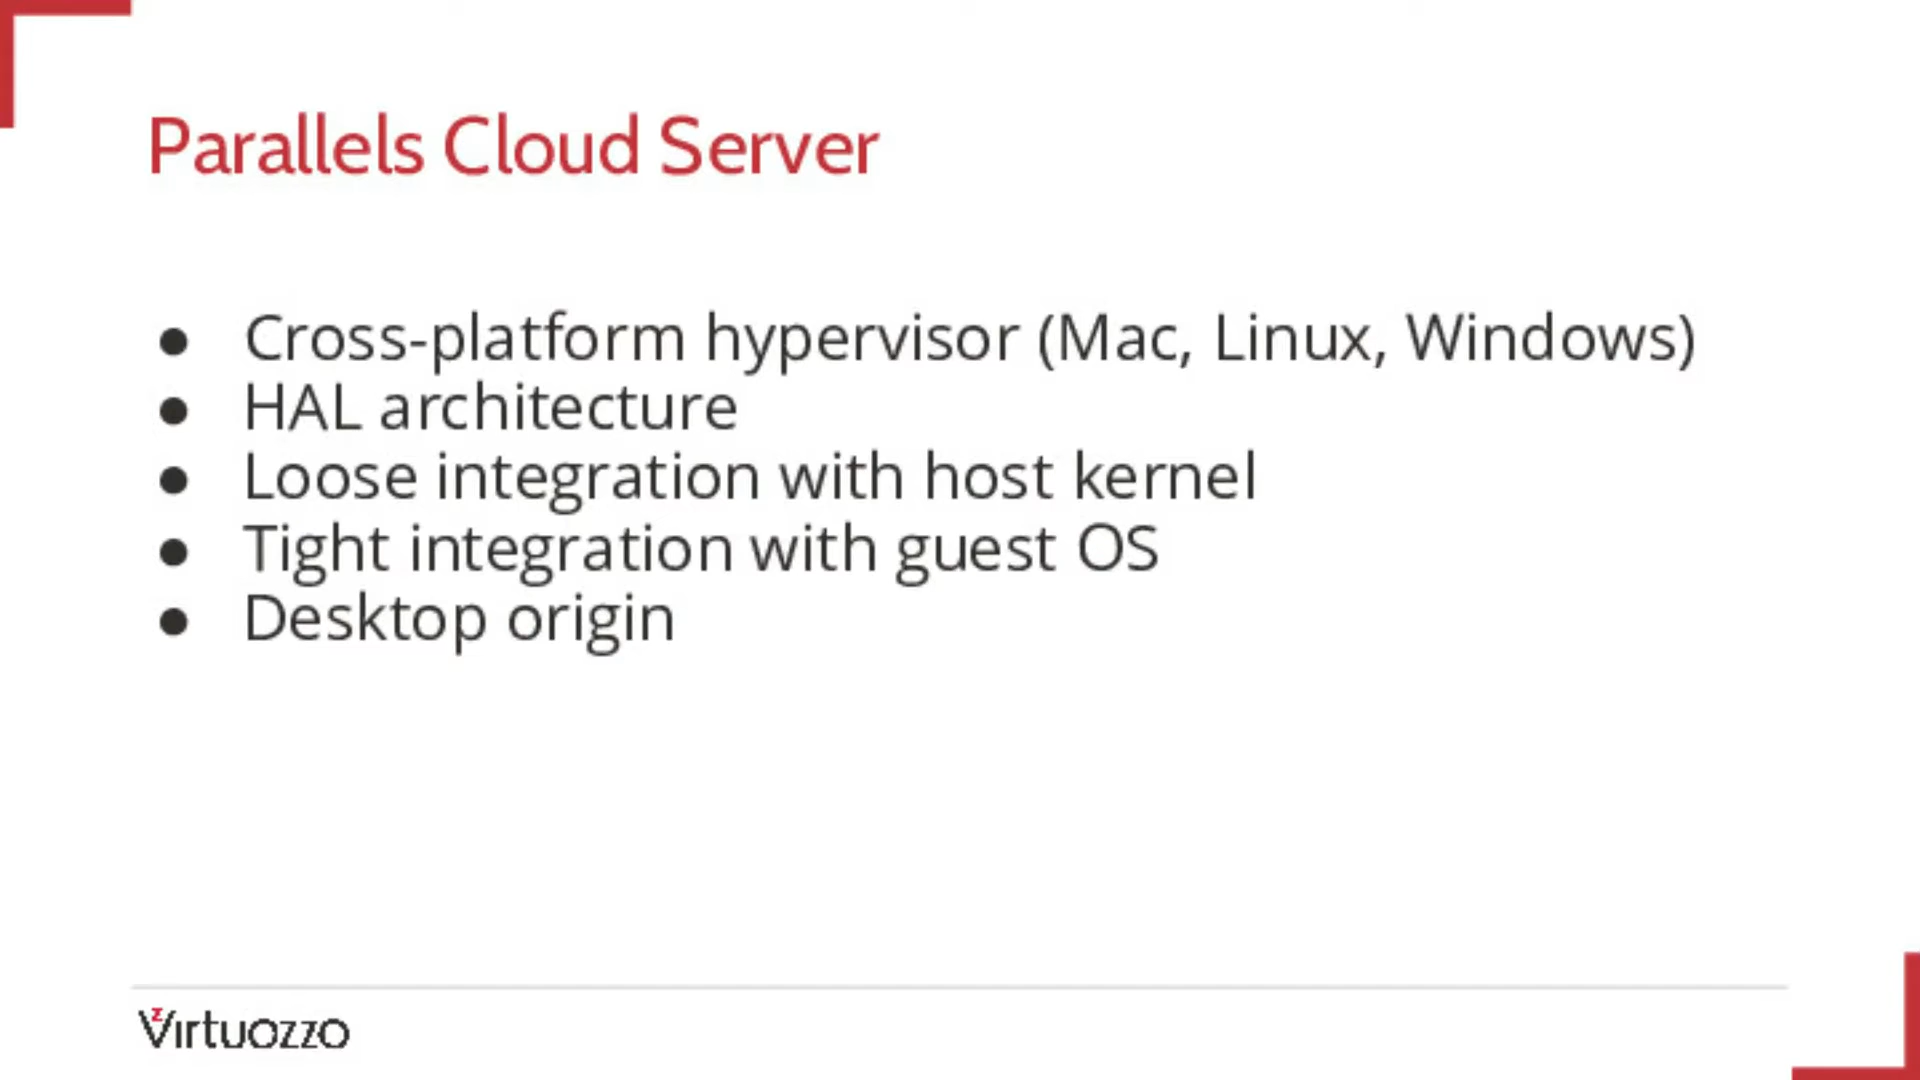 Parallels Cloud Server
● Cross-platform hypervisor (Mac, Linux, Windows)
● HAL architecture
● Loose integration with host kernel
● Tight integration with guest OS
● Desktop origin
Virtuozzo